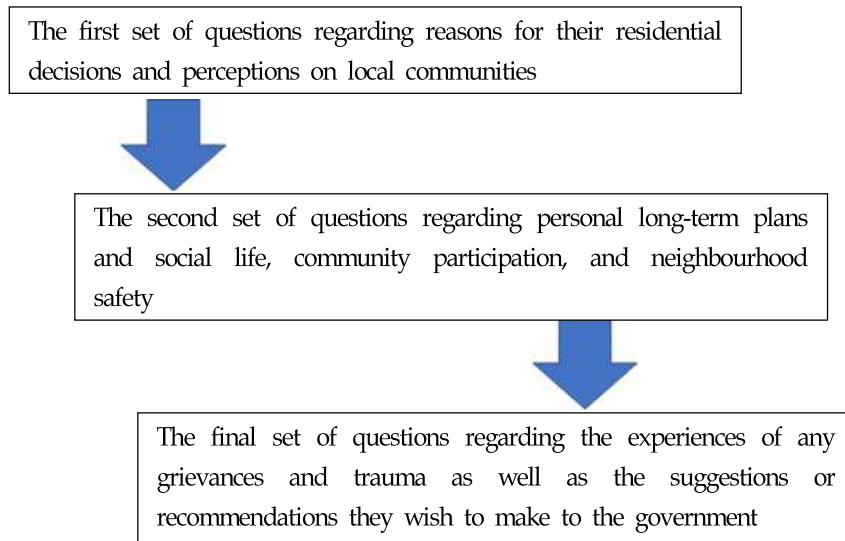 The first set of questions regarding reasons for their residential
decisions and perceptions on local communities
The second set of questions regarding personal long-term plans
and social life, community participation, and neighbourhood
safety
The final set of questions regarding the experiences of any
grievances and trauma as well as the suggestions or
recommendations they wish to make to the government